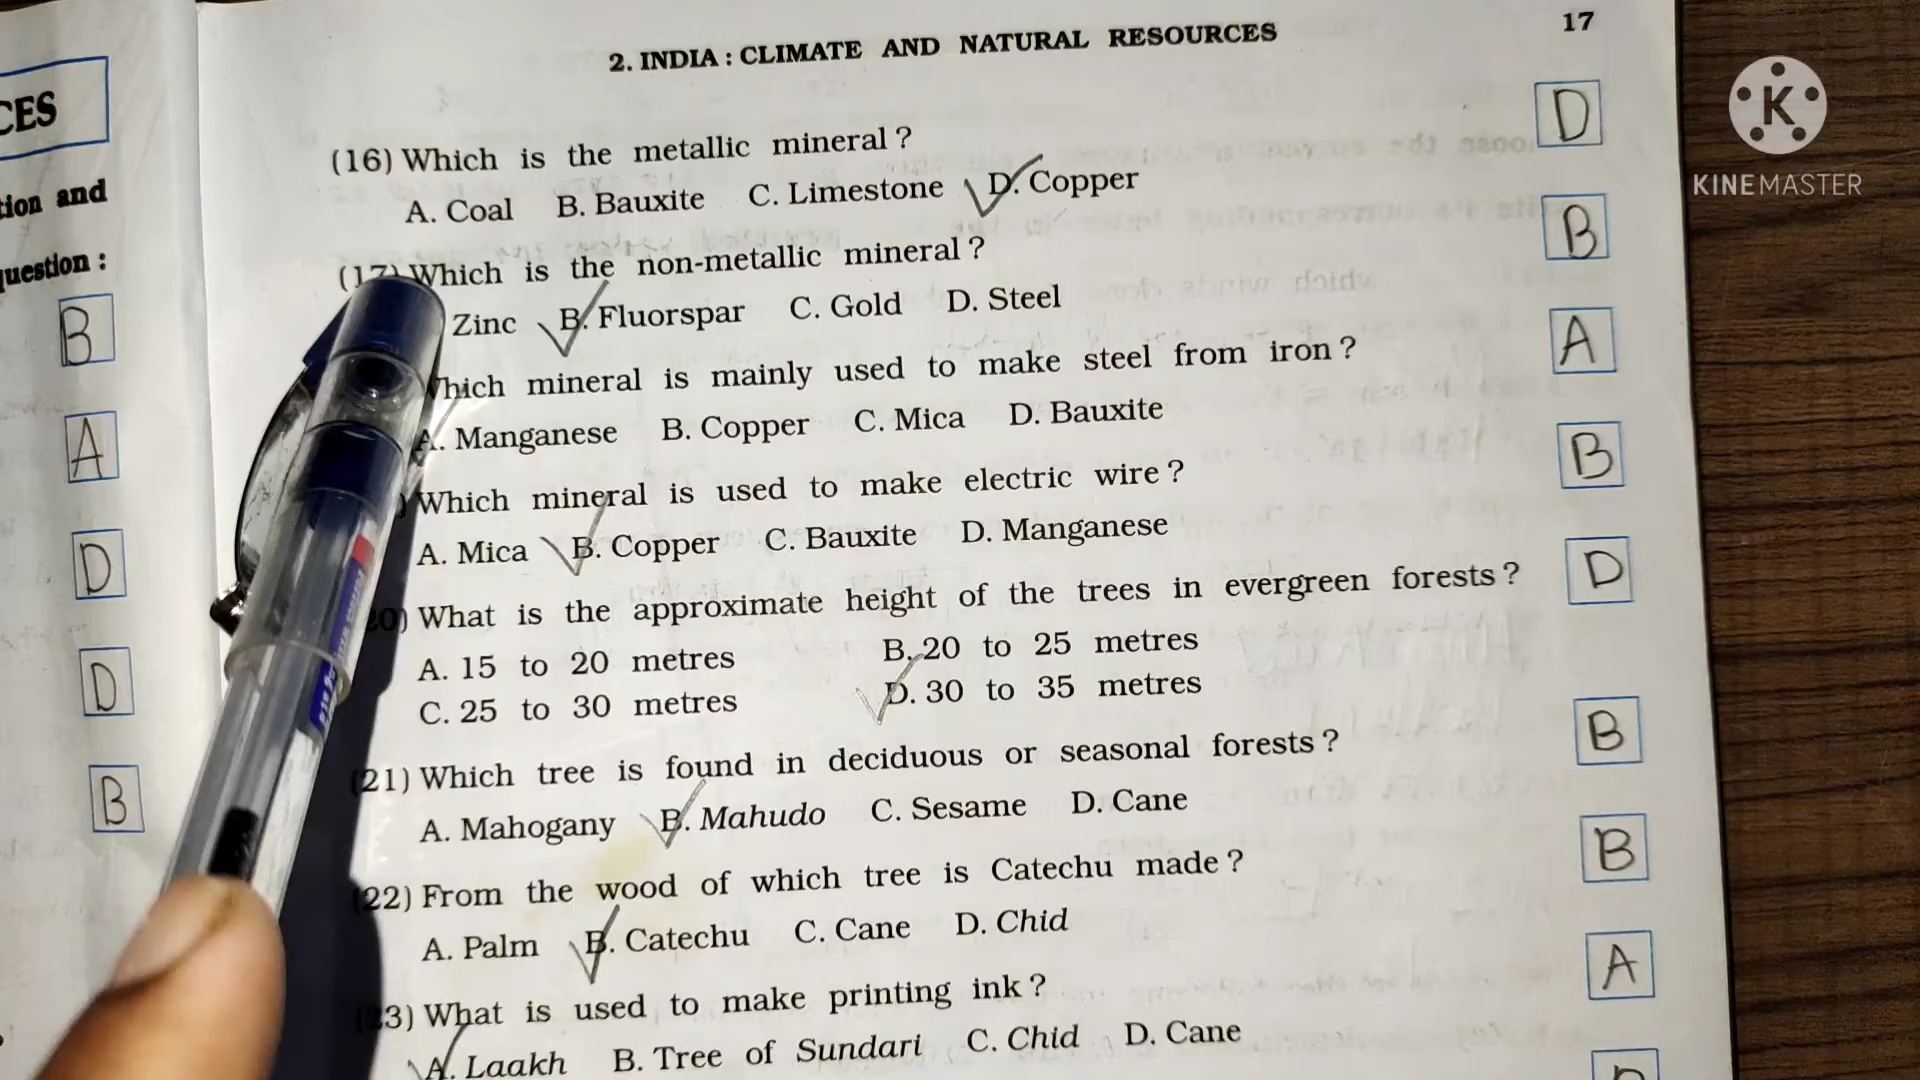 CES
tion and
question :
B
A
D
D
B
2. INDIA : CLIMATE AND NATURAL RESOURCES
17
(16) Which is the metallic mineral ?
D
A. Coal B. Bauxite C. Limestone D. Copper
(17) Which is the non-metallic mineral ?
B
Zinc B. Fluorspar C. Gold D. Steel
Which mineral is mainly used to make steel from iron ?
A
A. Manganese B. Copper C. Mica D. Bauxite
) Which mineral is used to make electric wire ?
B
A. Mica B. Copper C. Bauxite D. Manganese
20) What is the approximate height of the trees in evergreen forests ?
D
A. 15 to 20 metres B. 20 to 25 metres
C. 25 to 30 metres D. 30 to 35 metres
(21) Which tree is found in deciduous or seasonal forests ?
B
A. Mahogany B. Mahudo C. Sesame D. Cane
(22) From the wood of which tree is Catechu made ?
B
A. Palm B. Catechu C. Cane D. Chid
(23) What is used to make printing ink ?
A
A. Laakh B. Tree of Sundari C. Chid D. Cane
K
KINEMASTER